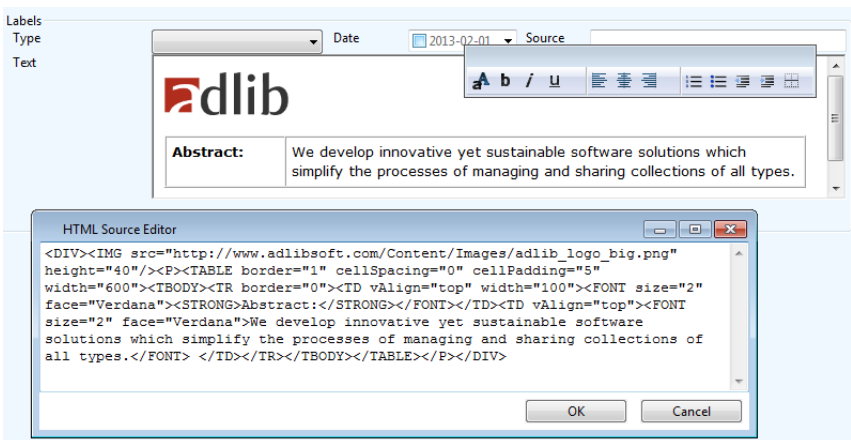 Labels
Type
Date
2013-02-01
Source
Text
A b i u
adlib
Abstract:
We develop innovative yet sustainable software solutions which
simplify the processes of managing and sharing collections of all types.
HTML Source Editor
<DIV><IMG src="http://www.adlibsoft.com/Content/Images/adlib_logo_big.png"
height="40"/><P><TABLE border="1" cellSpacing="0" cellPadding="5"
width="600"><TBODY><TR border="0"><TD vAlign="top" width="100"><FONT size="2"
face="Verdana"><STRONG>Abstract:</STRONG></FONT></TD><TD vAlign="top"><FONT
size="2" face="Verdana">We develop innovative yet sustainable software
solutions which simplify the processes of managing and sharing collections of
all types.</FONT> </TD></TR></TBODY></TABLE></P></DIV>
OK
Cancel